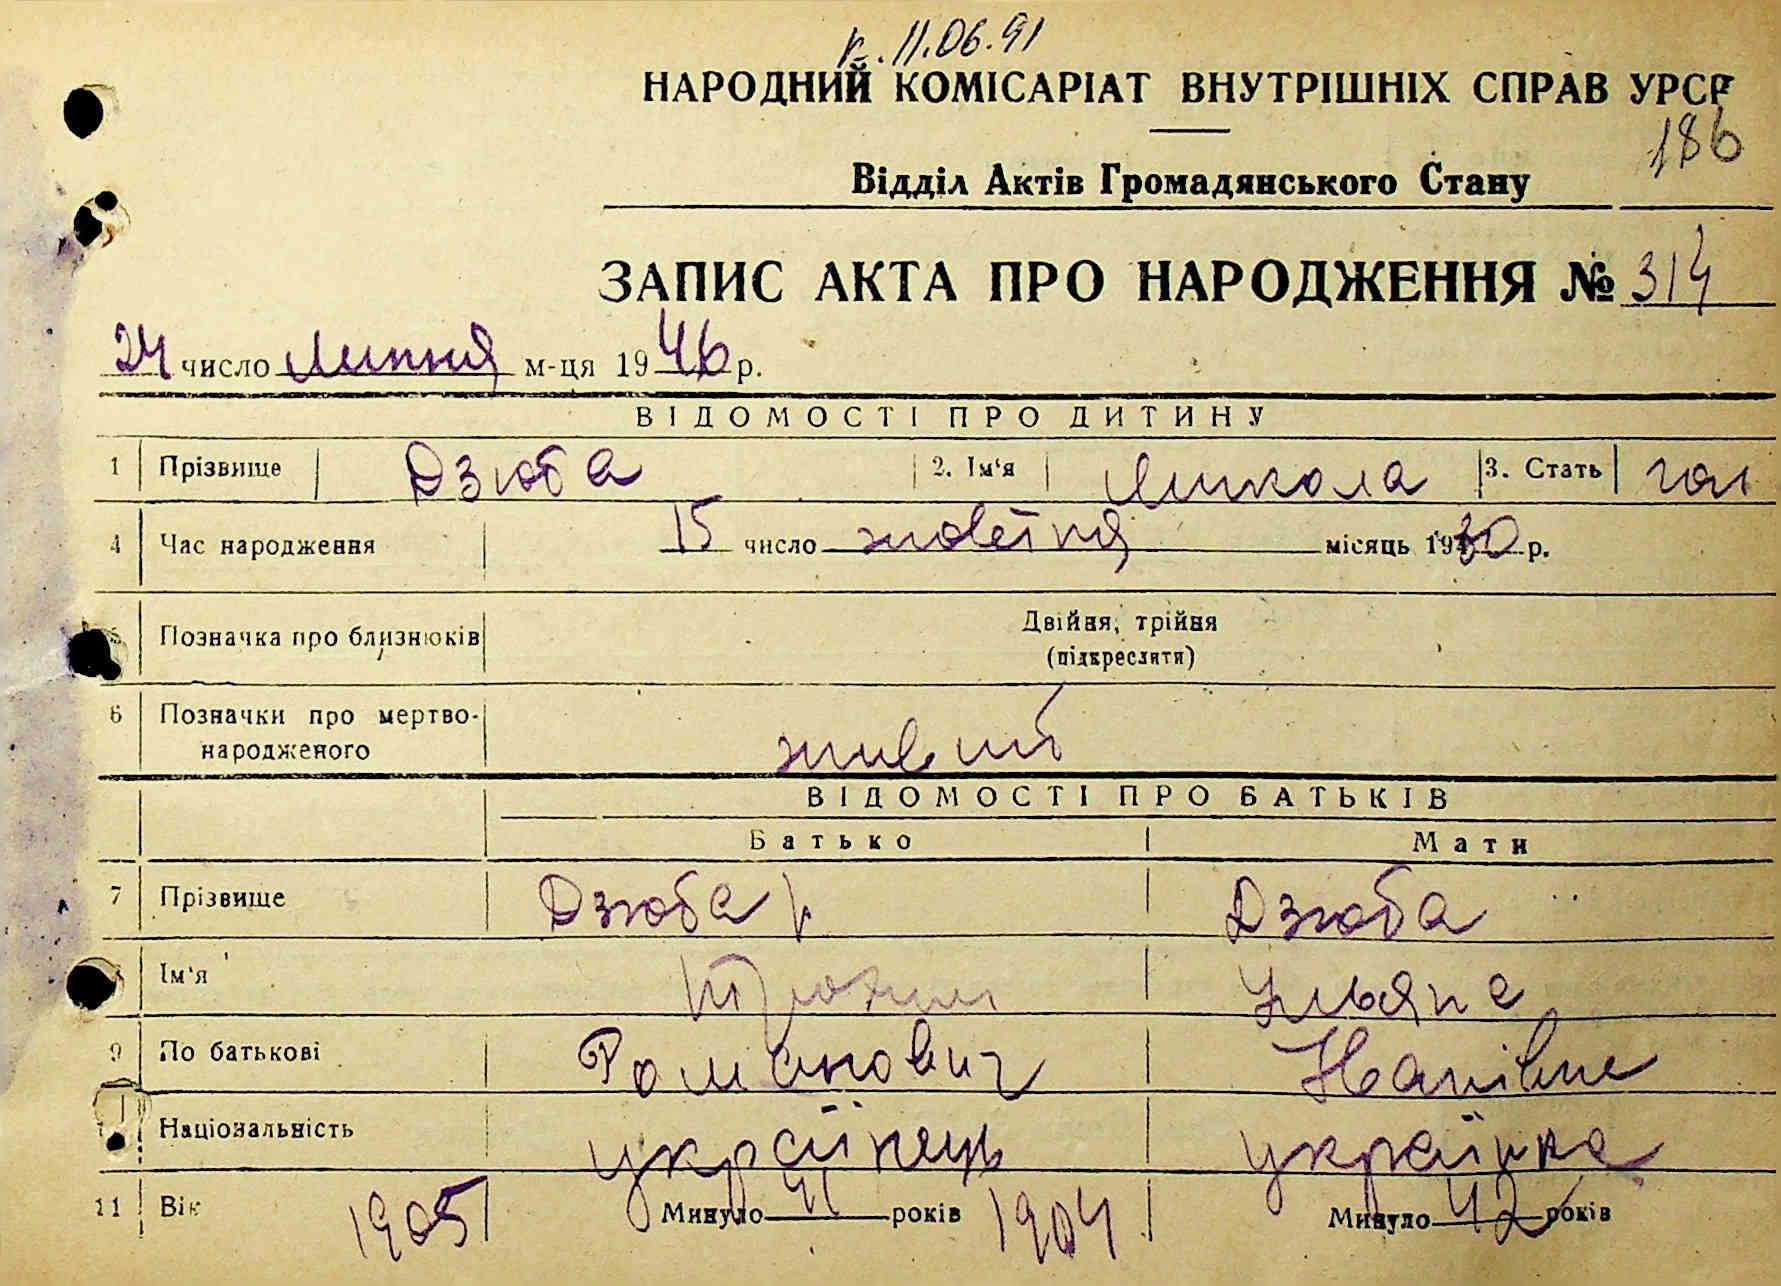 к. 11.06.91
НАРОДНИЙ КОМІСАРІАТ ВНУТРІШНІХ СПРАВ УРСР
186
Відділ Актів Громадянського Стану
ЗАПИС АКТА ПРО НАРОДЖЕННЯ № 314
24 число Липня м-ця 1946 р.
ВІДОМОСТІ ПРО ДИТИНУ
1 Прізвище Дзюба 2. Ім'я Микола 3. Стать чол
4 Час народження 15 число жовтня місяць 1930 р.
5 Позначка про близнюків Двійня, трійня
(підкреслити)
6 Позначки про мертво-
народженого живий
ВІДОМОСТІ ПРО БАТЬКІВ
Батько Мати
7 Прізвище Дзюба Дзюба
8 Ім'я Трохим Ульяна
9 По батькові Романович Іванівна
Національність українець українка
11 Вік 1905 Минуло 41 років 1904 Минуло 42 років